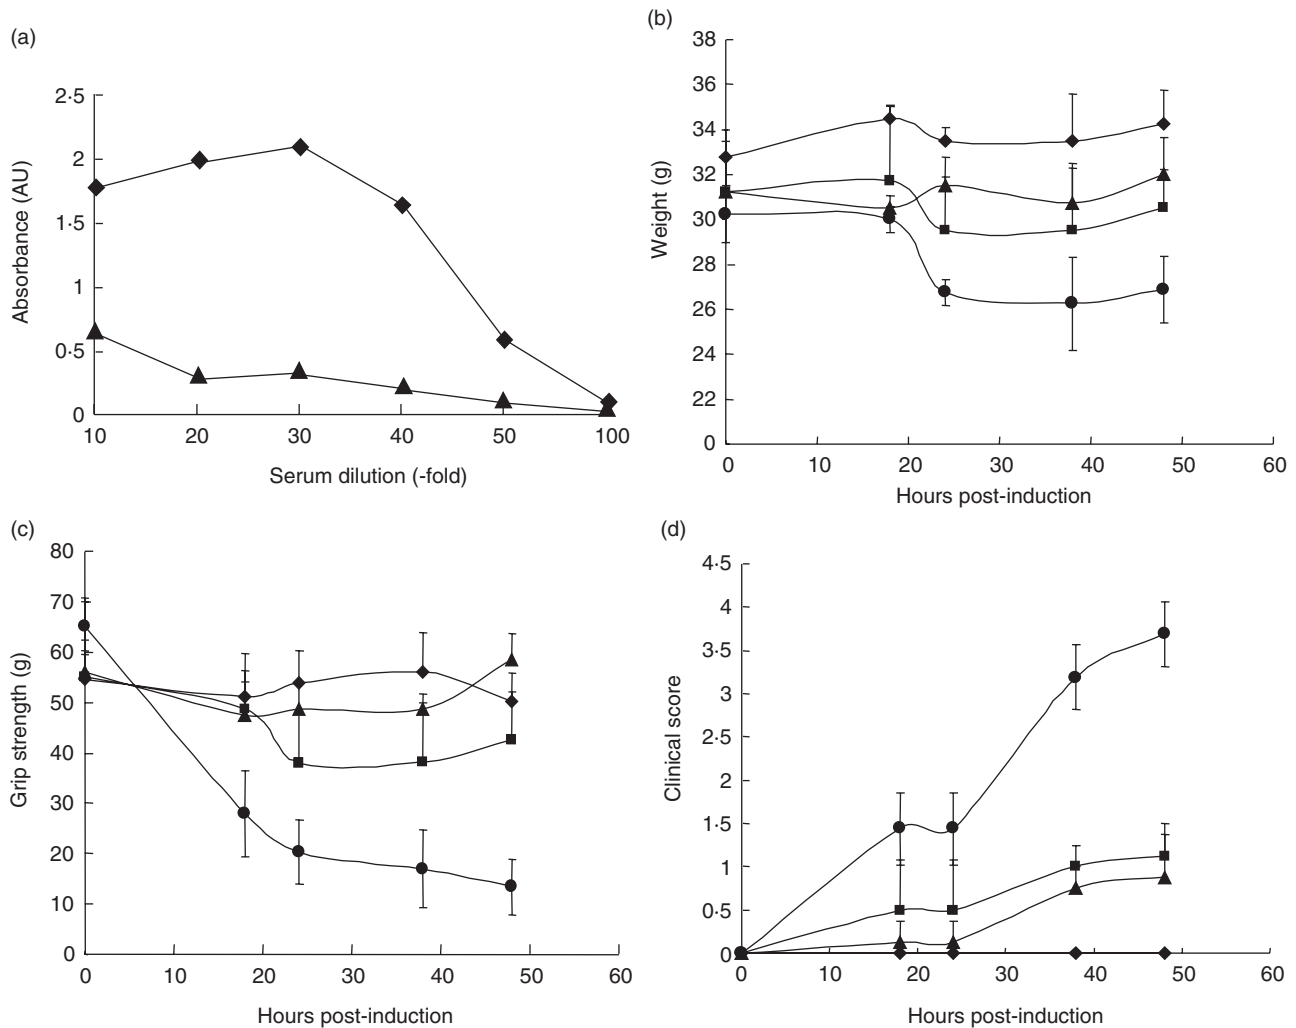 (a)
2·5
2
1·5
1
0·5
0
Absorbance (AU)
10 20 30 40 50 100
Serum dilution (-fold)
(b)
38
36
34
32
30
28
26
24
22
0
Weight (g)
0 10 20 30 40 50 60
Hours post-induction
(c)
80
70
60
50
40
30
20
10
0
Grip strength (g)
0 10 20 30 40 50 60
Hours post-induction
(d)
4·5
4
3·5
3
2·5
2
1·5
1
0·5
0
Clinical score
0 10 20 30 40 50 60
Hours post-induction